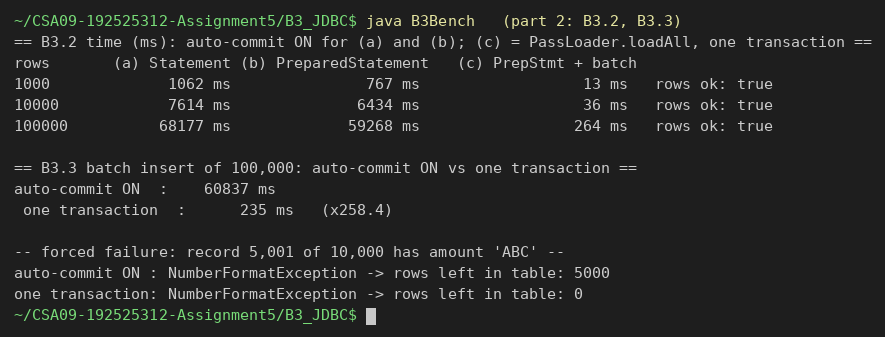 ~/CSA09-192525312-Assignment5/B3_JDBC$ java B3Bench   (part 2: B3.2, B3.3)
== B3.2 time (ms): auto-commit ON for (a) and (b); (c) = PassLoader.loadAll, one transaction ==
rows       (a) Statement (b) PreparedStatement   (c) PrepStmt + batch
1000             1062 ms               767 ms                  13 ms   rows ok: true
10000            7614 ms              6434 ms                  36 ms   rows ok: true
100000          68177 ms             59268 ms                 264 ms   rows ok: true
== B3.3 batch insert of 100,000: auto-commit ON vs one transaction ==
auto-commit ON  :    60837 ms
 one transaction  :      235 ms   (x258.4)
-- forced failure: record 5,001 of 10,000 has amount 'ABC' --
auto-commit ON : NumberFormatException -> rows left in table: 5000
one transaction: NumberFormatException -> rows left in table: 0
~/CSA09-192525312-Assignment5/B3_JDBC$